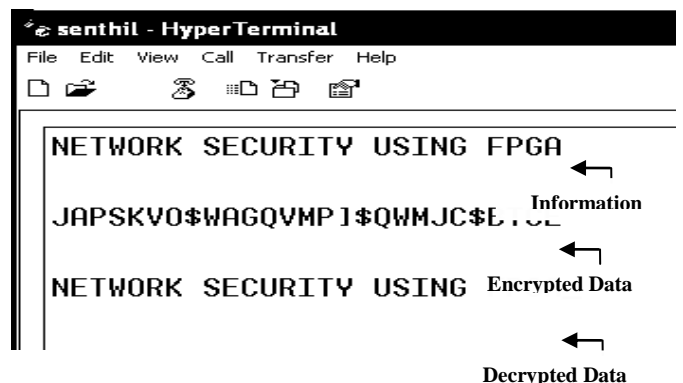 senthil - HyperTerminal
File Edit View Call Transfer Help
NETWORK SECURITY USING FPGA
Information
JAPSKVO$WAGQVMP]$QWMJC$
Encrypted Data
NETWORK SECURITY USING
Decrypted Data